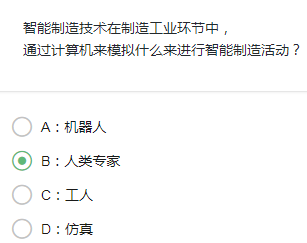 智能制造技术在制造工业环节中，
通过计算机来模拟什么来进行智能制造活动？
A：机器人
B：人类专家
C：工人
D：仿真